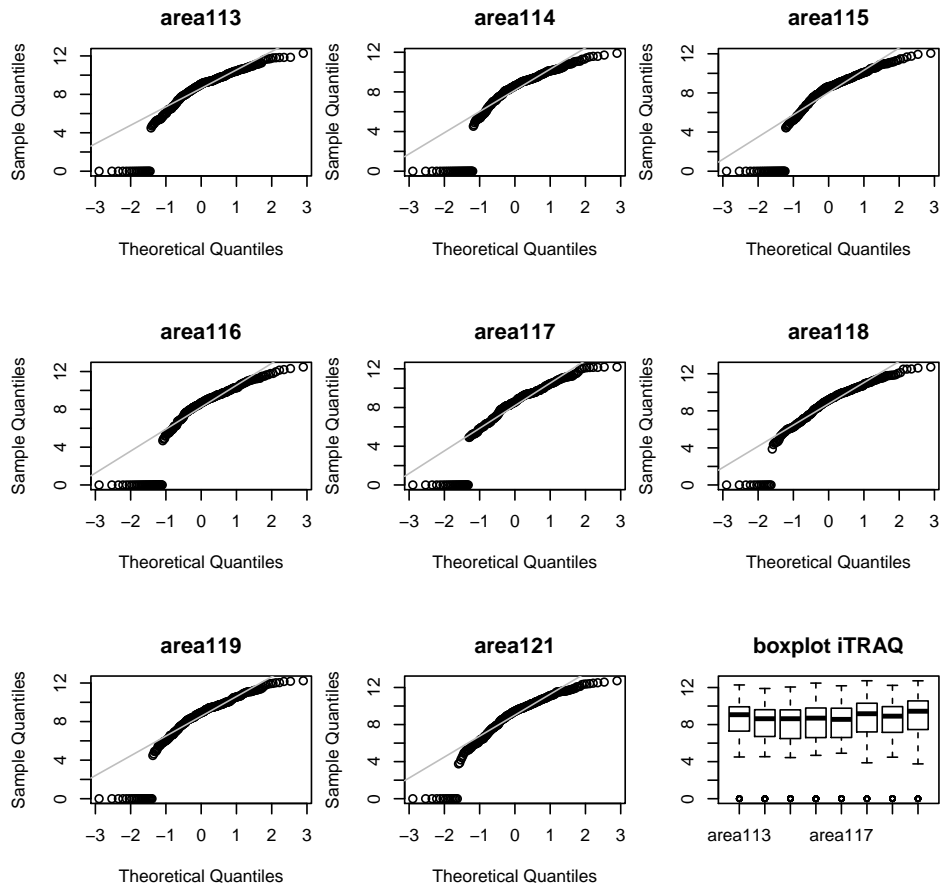 area113
area114
area115
Sample Quantiles
0
4
8
12
−3 −2 −1 0 1 2 3
Theoretical Quantiles
Sample Quantiles
0
4
8
12
−3 −2 −1 0 1 2 3
Theoretical Quantiles
Sample Quantiles
0
4
8
12
−3 −2 −1 0 1 2 3
Theoretical Quantiles
area116
area117
area118
Sample Quantiles
0
4
8
12
−3 −2 −1 0 1 2 3
Theoretical Quantiles
Sample Quantiles
0
4
8
12
−3 −2 −1 0 1 2 3
Theoretical Quantiles
Sample Quantiles
0
4
8
12
−3 −2 −1 0 1 2 3
Theoretical Quantiles
area119
area121
boxplot iTRAQ
Sample Quantiles
0
4
8
12
−3 −2 −1 0 1 2 3
Theoretical Quantiles
Sample Quantiles
0
4
8
12
−3 −2 −1 0 1 2 3
Theoretical Quantiles
0
4
8
12
area113 area117